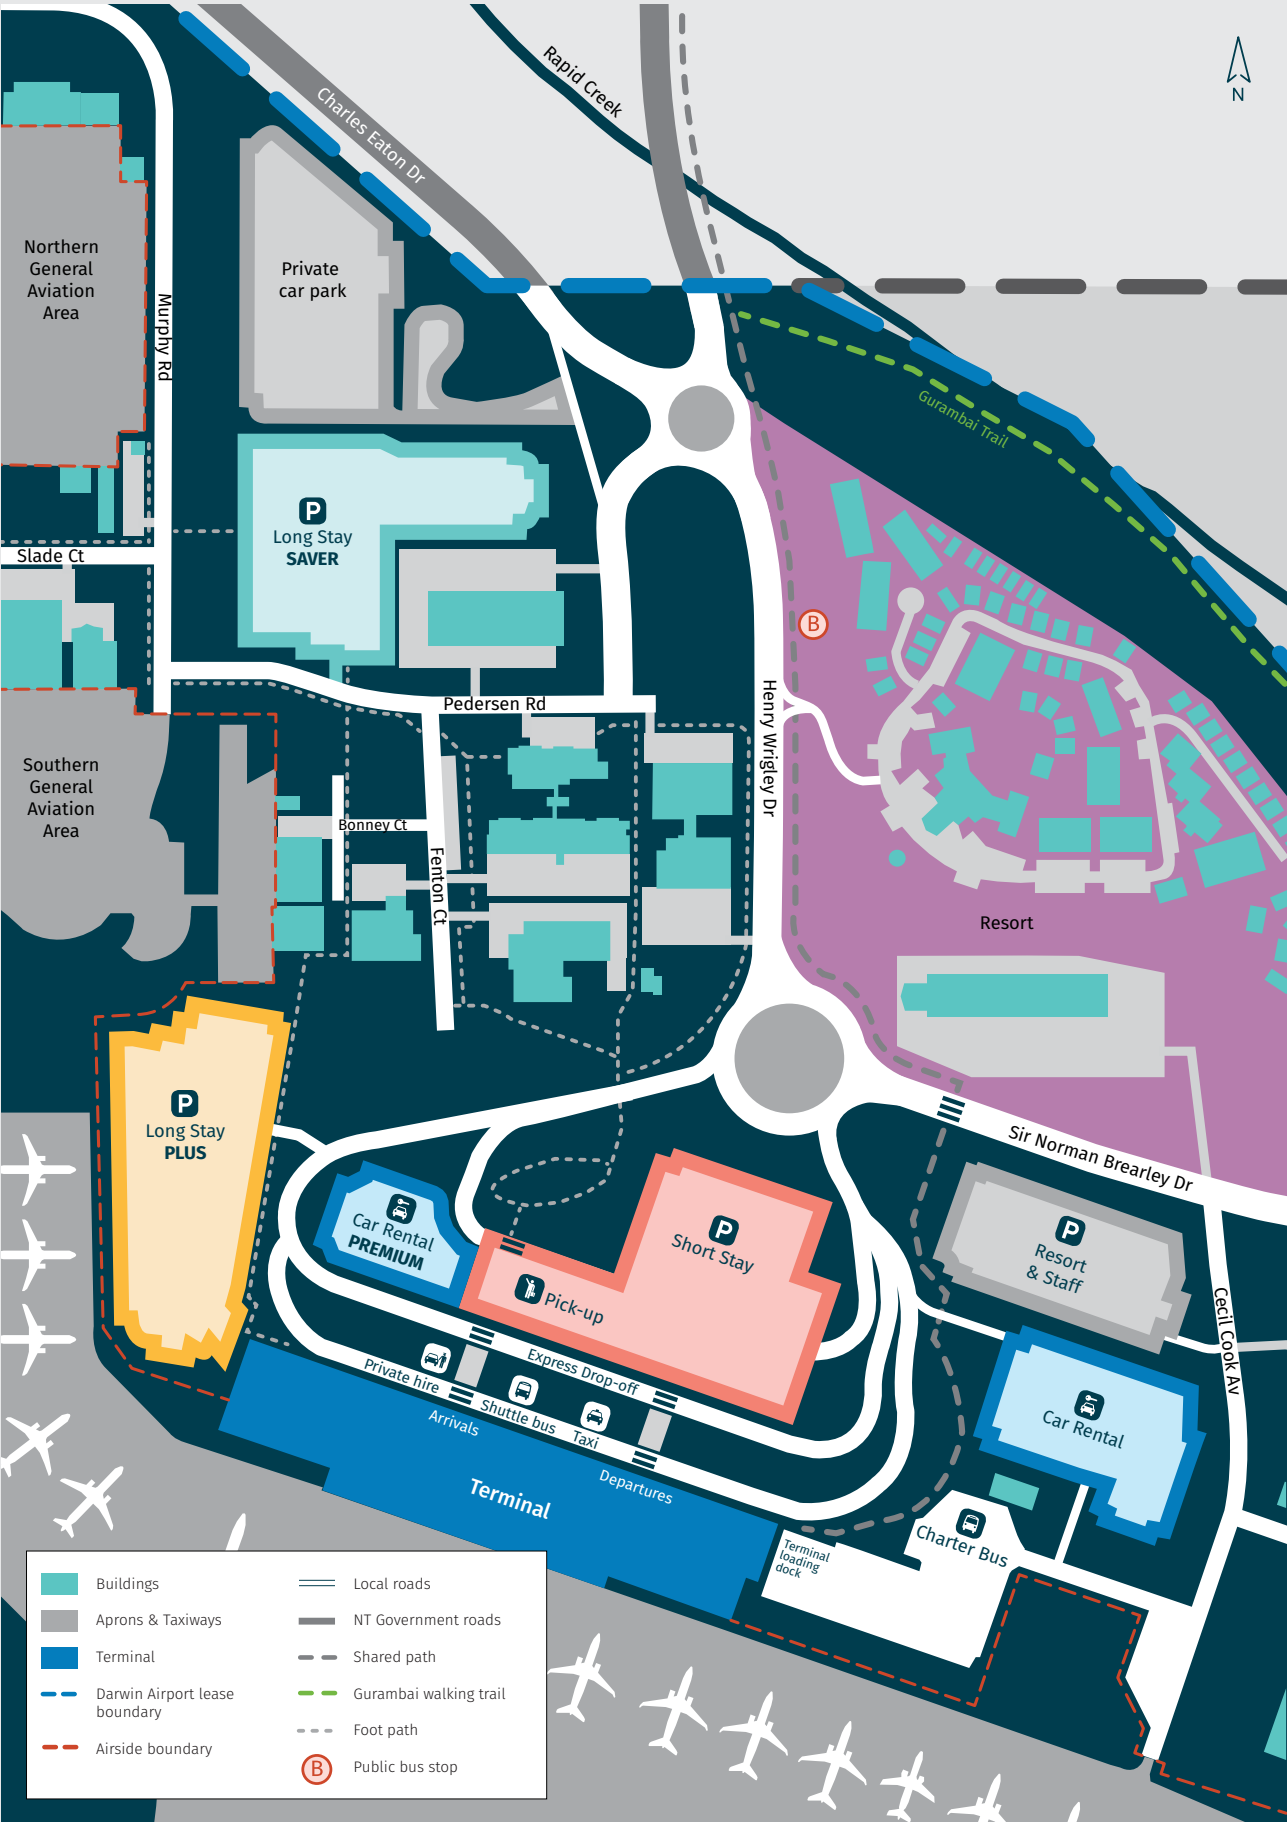 Rapid Creek
Charles Eaton Dr
N
Northern
General
Aviation
Area
Private
car park
Murphy Rd
Gurambai Trail
P
Long Stay
SAVER
Slade Ct
B
Pedersen Rd
Henry Wrigley Dr
Southern
General
Aviation
Area
Bonney Ct
Fenton Ct
Resort
P
Long Stay
PLUS
Sir Norman Brearley Dr
Car Rental
PREMIUM
P
Short Stay
P
Resort
& Staff
Pick-up
Cecil Cook Av
Express Drop-off
Private hire
Shuttle bus
Taxi
Arrivals
Departures
Car Rental
Terminal
Charter Bus
Terminal
loading
dock
Buildings
Aprons & Taxiways
Terminal
Darwin Airport lease
boundary
Airside boundary
Local roads
NT Government roads
Shared path
Gurambai walking trail
Foot path
B
Public bus stop